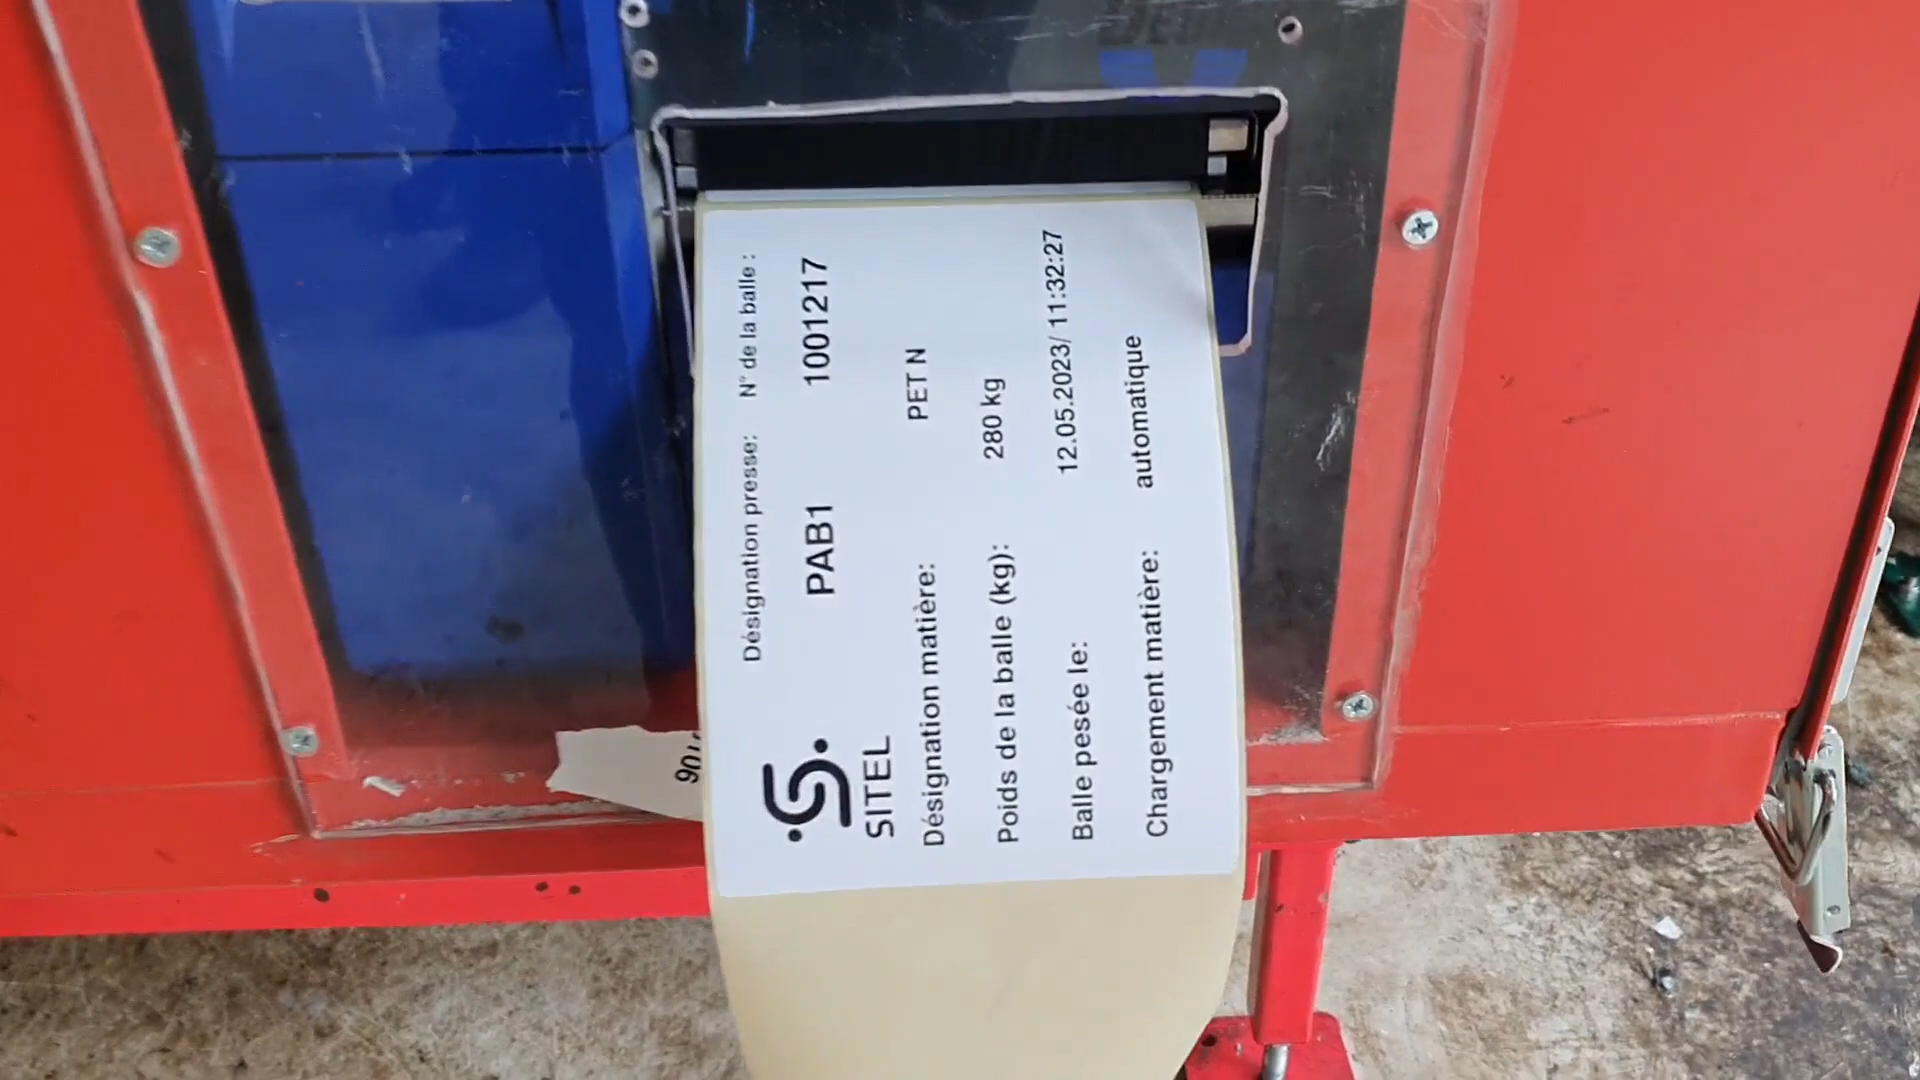 SITEL
Désignation presse: N° de la balle :
PAB1 1001217
Désignation matière: PET N
Poids de la balle (kg): 280 kg
Balle pesée le: 12.05.2023/ 11:32:27
Chargement matière: automatique